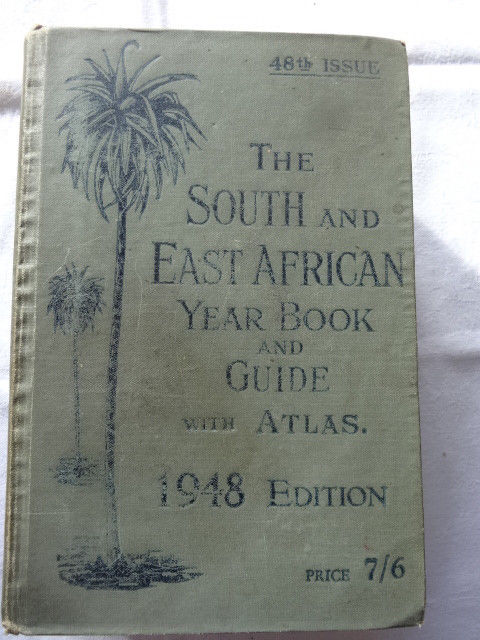 48th ISSUE
THE
SOUTH AND
EAST AFRICAN
YEAR BOOK
AND
GUIDE
WITH ATLAS.
1948 EDITION
PRICE 7/6